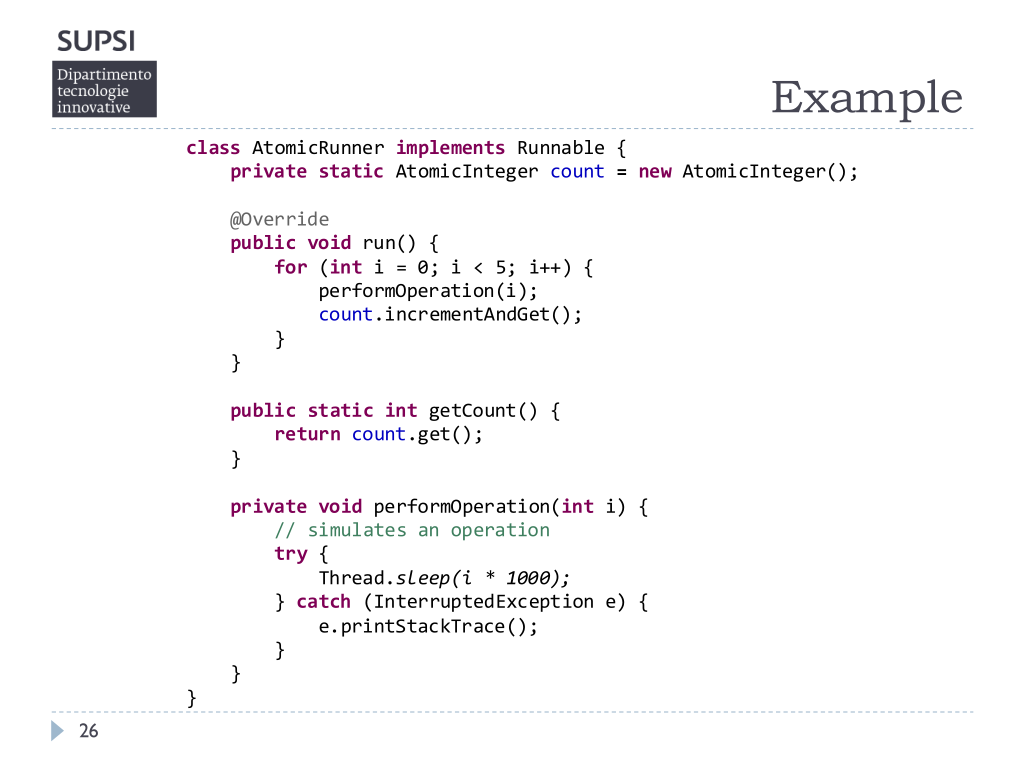 SUPSI
Dipartimento
tecnologie
innovative
Example
class AtomicRunner implements Runnable {
    private static AtomicInteger count = new AtomicInteger();

    @Override
    public void run() {
        for (int i = 0; i < 5; i++) {
            performOperation(i);
            count.incrementAndGet();
        }
    }

    public static int getCount() {
        return count.get();
    }

    private void performOperation(int i) {
        // simulates an operation
        try {
            Thread.sleep(i * 1000);
        } catch (InterruptedException e) {
            e.printStackTrace();
        }
    }
}
26